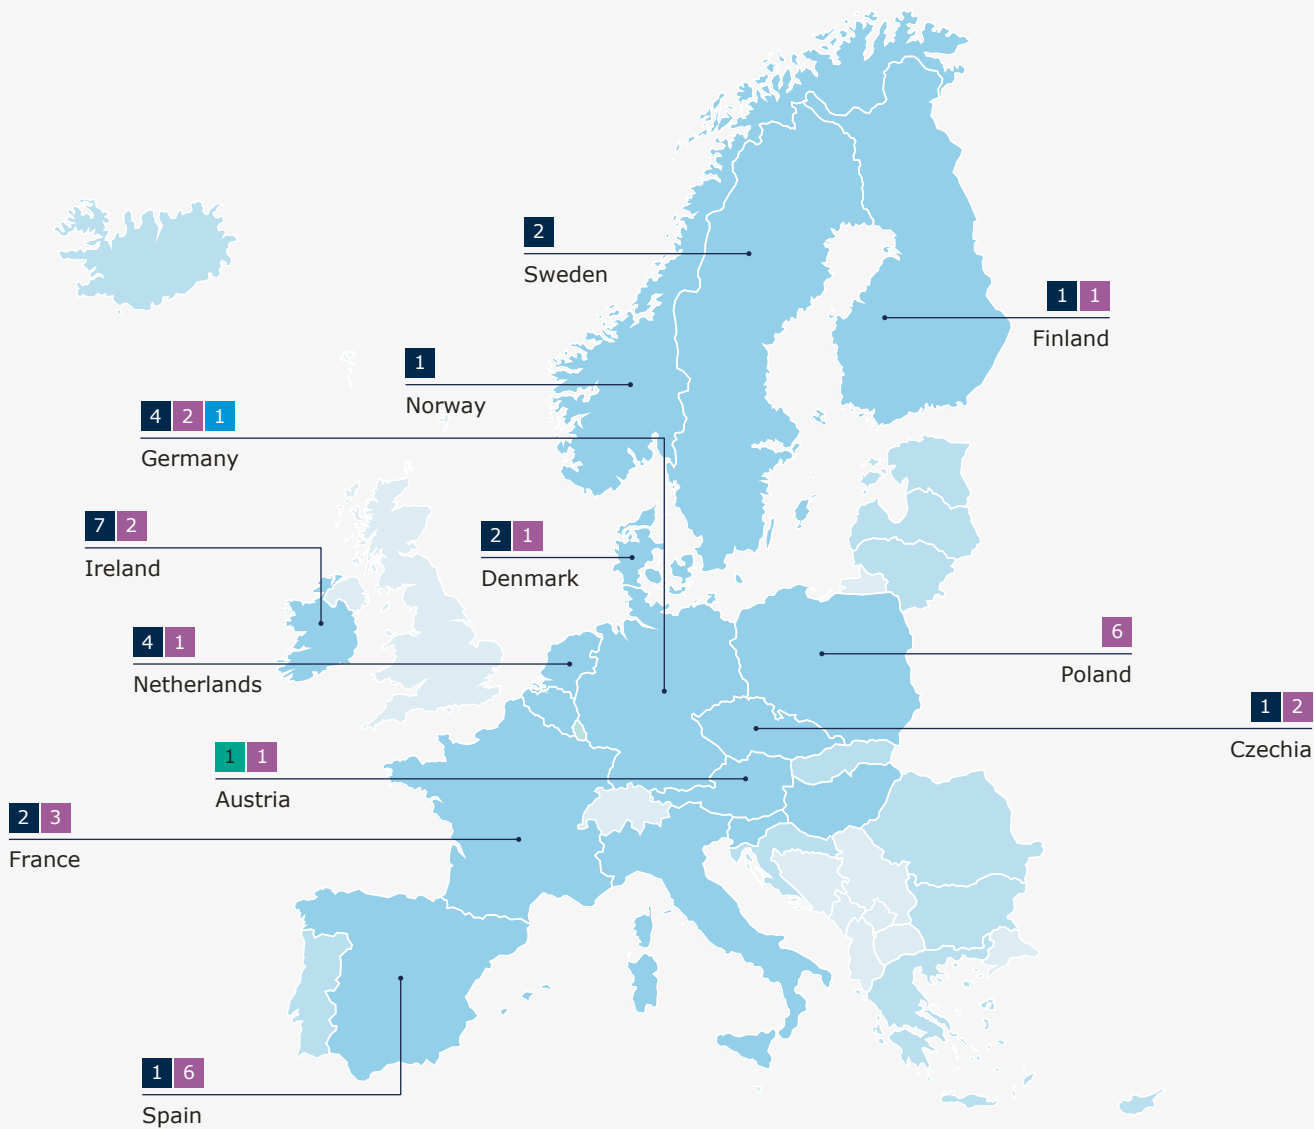 2
Sweden
1 1
Finland
1
Norway
4 2 1
Germany
7 2
Ireland
2 1
Denmark
4 1
Netherlands
6
Poland
1 2
Czechia
1 1
Austria
2 3
France
1 6
Spain